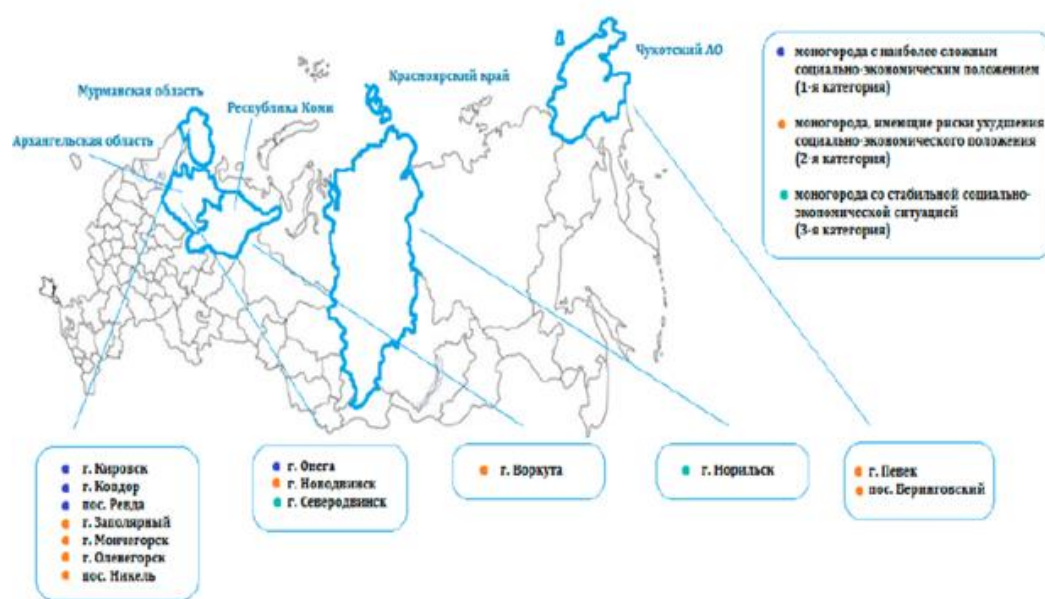 Чукотский АО
Красноярский край
Мурманская область
Республика Коми
Архангельская область
моногорода с наиболее сложным
социально-экономическим положением
(1-я категория)
моногорода, имеющие риски ухудшения
социально-экономического положения
(2-я категория)
моногорода со стабильной социально-
экономической ситуацией
(3-я категория)
г. Кировск
г. Ковдор
пос. Ревда
г. Заполярный
г. Мончегорск
г. Оленегорск
пос. Никель
г. Онега
г. Новодвинск
г. Северодвинск
г. Воркута
г. Норильск
г. Певек
пос. Беринговский